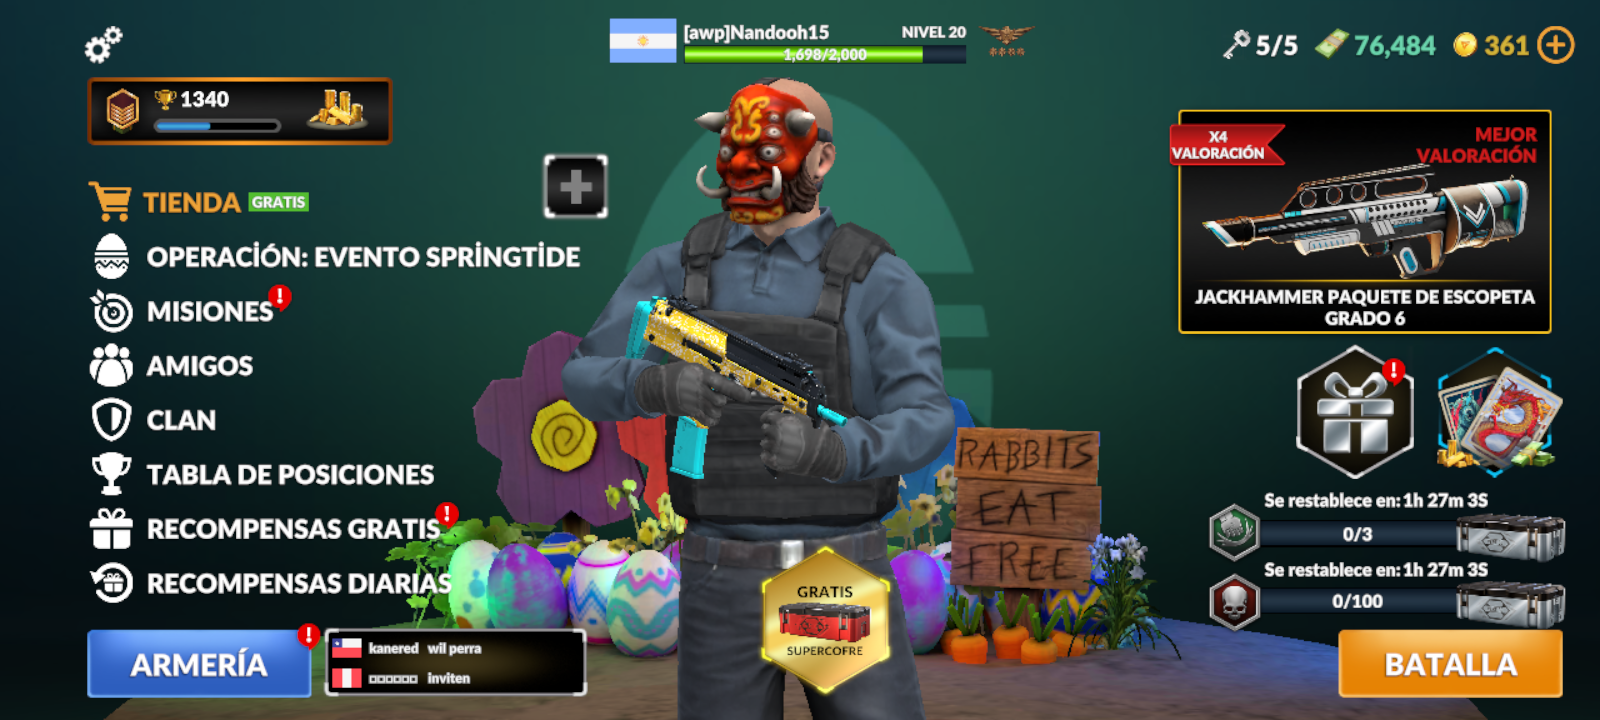 [awp]Nandooh15 NIVEL 20
1,698/2,000
5/5 76,484 361
1340
TIENDA GRATIS
OPERACİÓN: EVENTO SPRİNGTİDE
MISIONES
AMIGOS
CLAN
TABLA DE POSICIONES
RECOMPENSAS GRATIS
RECOMPENSAS DIARIAS
ARMERÍA
kanered wil perra
□□□□□□ inviten
GRATIS
SUPERCOFRE
RABBITS
EAT
FREE
X4
VALORACIÓN
MEJOR
VALORACIÓN
JACKHAMMER PAQUETE DE ESCOPETA
GRADO 6
Se restablece en: 1h 27m 3S
0/3
Se restablece en: 1h 27m 3S
0/100
BATALLA